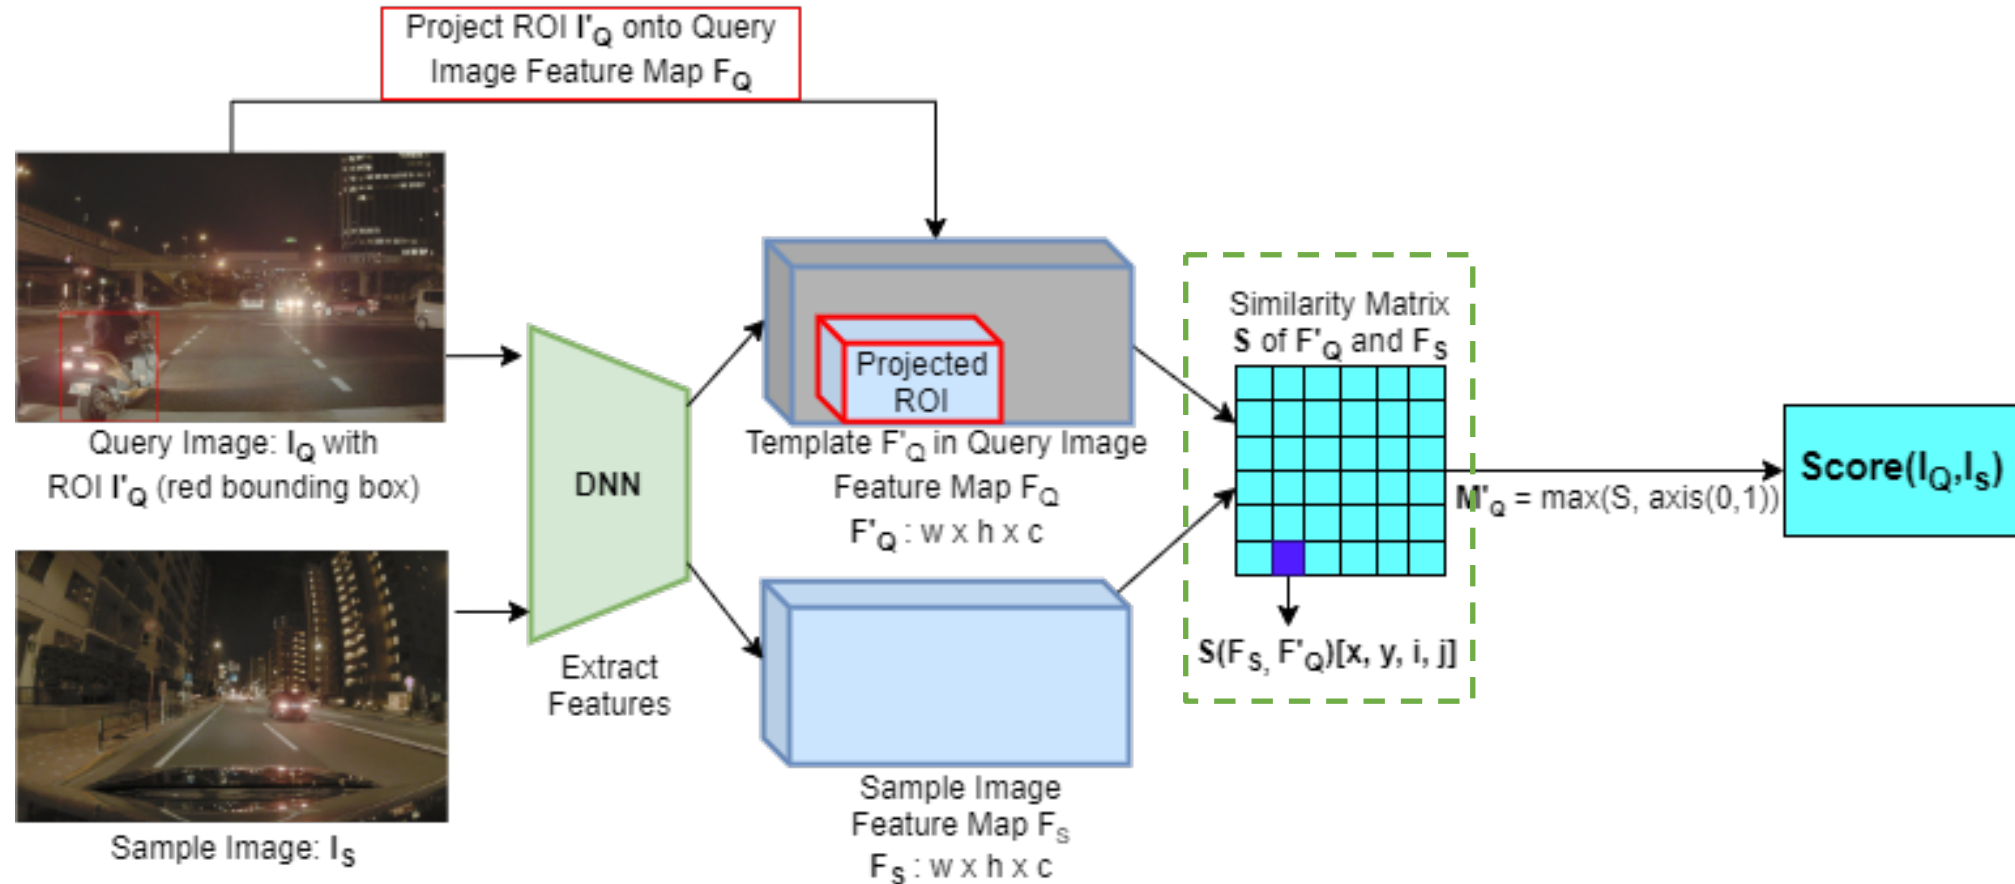 Project ROI I'Q onto Query
Image Feature Map FQ
Query Image: IQ with
ROI I'Q (red bounding box)
DNN
Extract
Features
Projected
ROI
Template F'Q in Query Image
Feature Map FQ
F'Q : w x h x c
Similarity Matrix
S of F'Q and FS
S(FS, F'Q)[x, y, i, j]
M'Q = max(S, axis(0,1))
Score(IQ,Is)
Sample Image: IS
Sample Image
Feature Map FS
FS : w x h x c